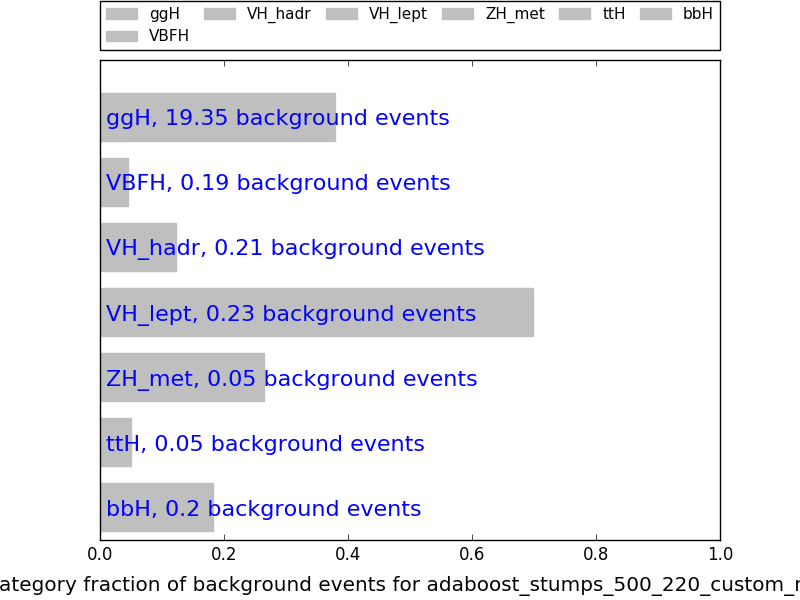 ggH VH_hadr VH_lept ZH_met ttH bbH
VBFH
ggH, 19.35 background events
VBFH, 0.19 background events
VH_hadr, 0.21 background events
VH_lept, 0.23 background events
ZH_met, 0.05 background events
ttH, 0.05 background events
bbH, 0.2 background events
0.0 0.2 0.4 0.6 0.8 1.0
ategory fraction of background events for adaboost_stumps_500_220_custom_r